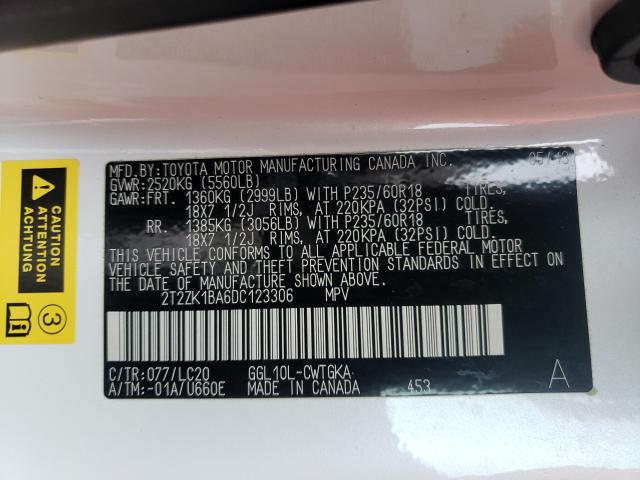 MFD.BY:TOYOTA MOTOR MANUFACTURING CANADA INC. 05/13
GVWR:2520KG (5560LB)
GAWR:FRT. 1360KG (2999LB) WITH P235/60R18 TIRES,
18X7 1/2J RIMS, AT 220KPA (32PSI) COLD.
RR. 1385KG (3056LB) WITH P235/60R18 TIRES,
18X7 1/2J RIMS, AT 220KPA (32PSI) COLD.
THIS VEHICLE CONFORMS TO ALL APPLICABLE FEDERAL MOTOR
VEHICLE SAFETY AND THEFT PREVENTION STANDARDS IN EFFECT ON
THE DATE OF MANUFACTURE SHOWN ABOVE.
2T2ZK1BA6DC123306 MPV
C/TR:077/LC20 GGL10L-CWTGKA
A/TM:-01A/U660E MADE IN CANADA 453
A
CAUTION
ATTENTION
ACHTUNG
3